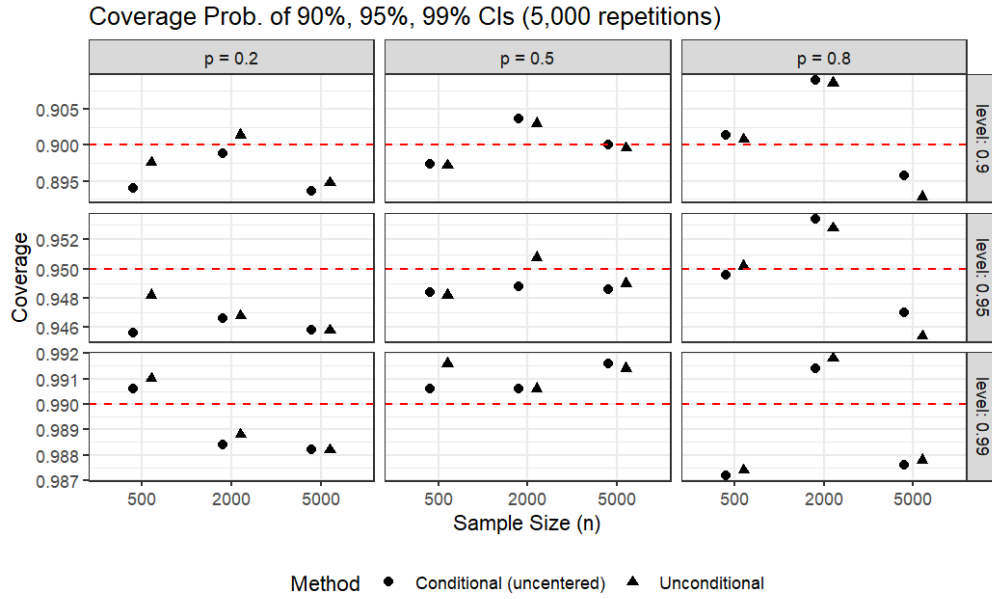 Coverage Prob. of 90%, 95%, 99% CIs (5,000 repetitions)
p = 0.2
p = 0.5
p = 0.8
0.905
0.900
0.895
level: 0.9
0.952
0.950
0.948
0.946
level: 0.95
0.992
0.991
0.990
0.989
0.988
0.987
level: 0.99
Coverage
500 2000 5000
500 2000 5000
500 2000 5000
Sample Size (n)
Method Conditional (uncentered) Unconditional